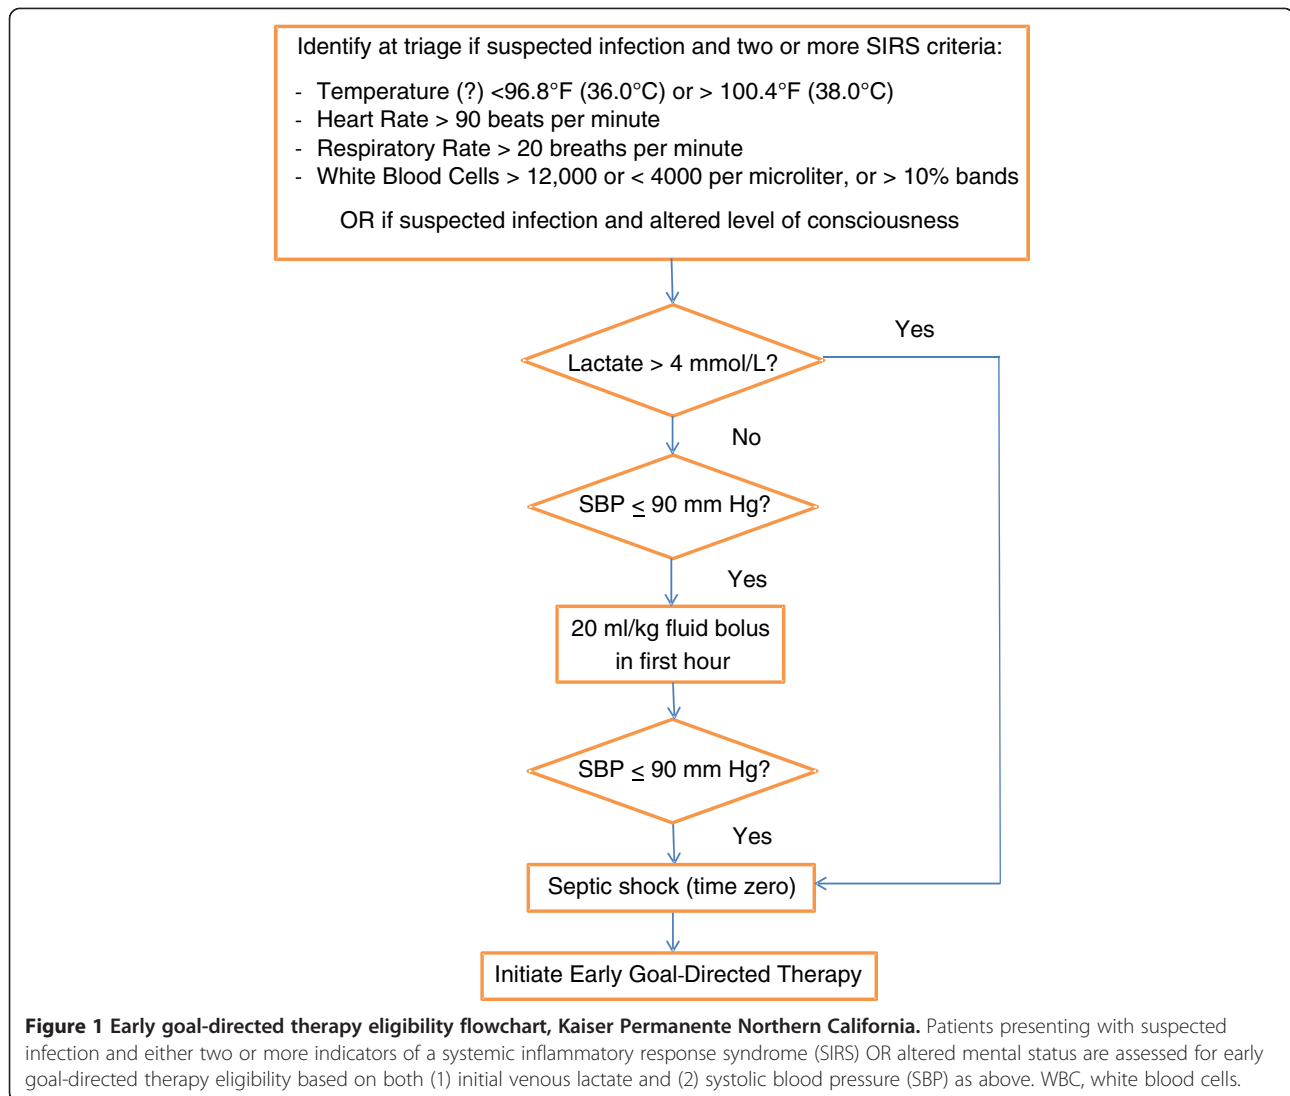 Identify at triage if suspected infection and two or more SIRS criteria:
- Temperature (?) <96.8°F (36.0°C) or > 100.4°F (38.0°C)
- Heart Rate > 90 beats per minute
- Respiratory Rate > 20 breaths per minute
- White Blood Cells > 12,000 or < 4000 per microliter, or > 10% bands
OR if suspected infection and altered level of consciousness
Yes
Lactate > 4 mmol/L?
No
SBP ≤ 90 mm Hg?
Yes
20 ml/kg fluid bolus
in first hour
SBP ≤ 90 mm Hg?
Yes
Septic shock (time zero)
Initiate Early Goal-Directed Therapy
Figure 1 Early goal-directed therapy eligibility flowchart, Kaiser Permanente Northern California. Patients presenting with suspected
infection and either two or more indicators of a systemic inflammatory response syndrome (SIRS) OR altered mental status are assessed for early
goal-directed therapy eligibility based on both (1) initial venous lactate and (2) systolic blood pressure (SBP) as above. WBC, white blood cells.